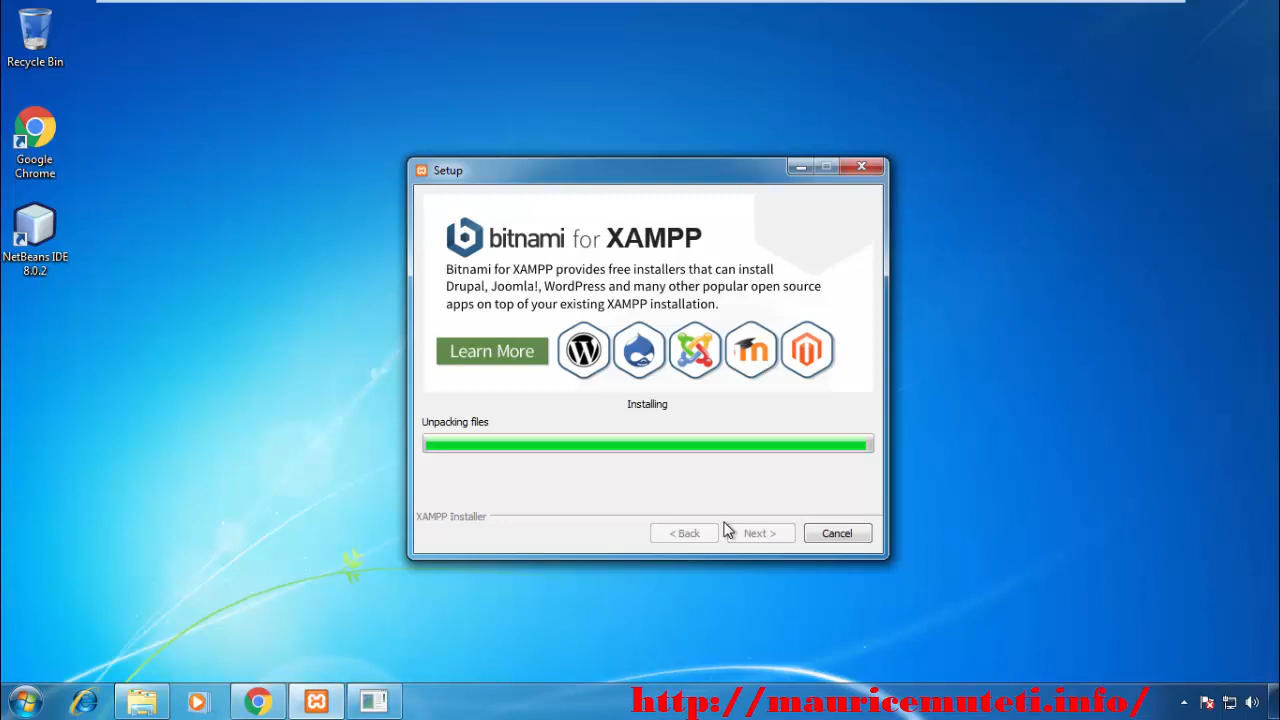 Recycle Bin
Google
Chrome
NetBeans IDE
8.0.2
Setup
bitnami for XAMPP
Bitnami for XAMPP provides free installers that can install
Drupal, Joomla!, WordPress and many other popular open source
apps on top of your existing XAMPP installation.
Learn More
Installing
Unpacking files
XAMPP Installer
< Back
Next >
Cancel
http://mauricemuteti.info/